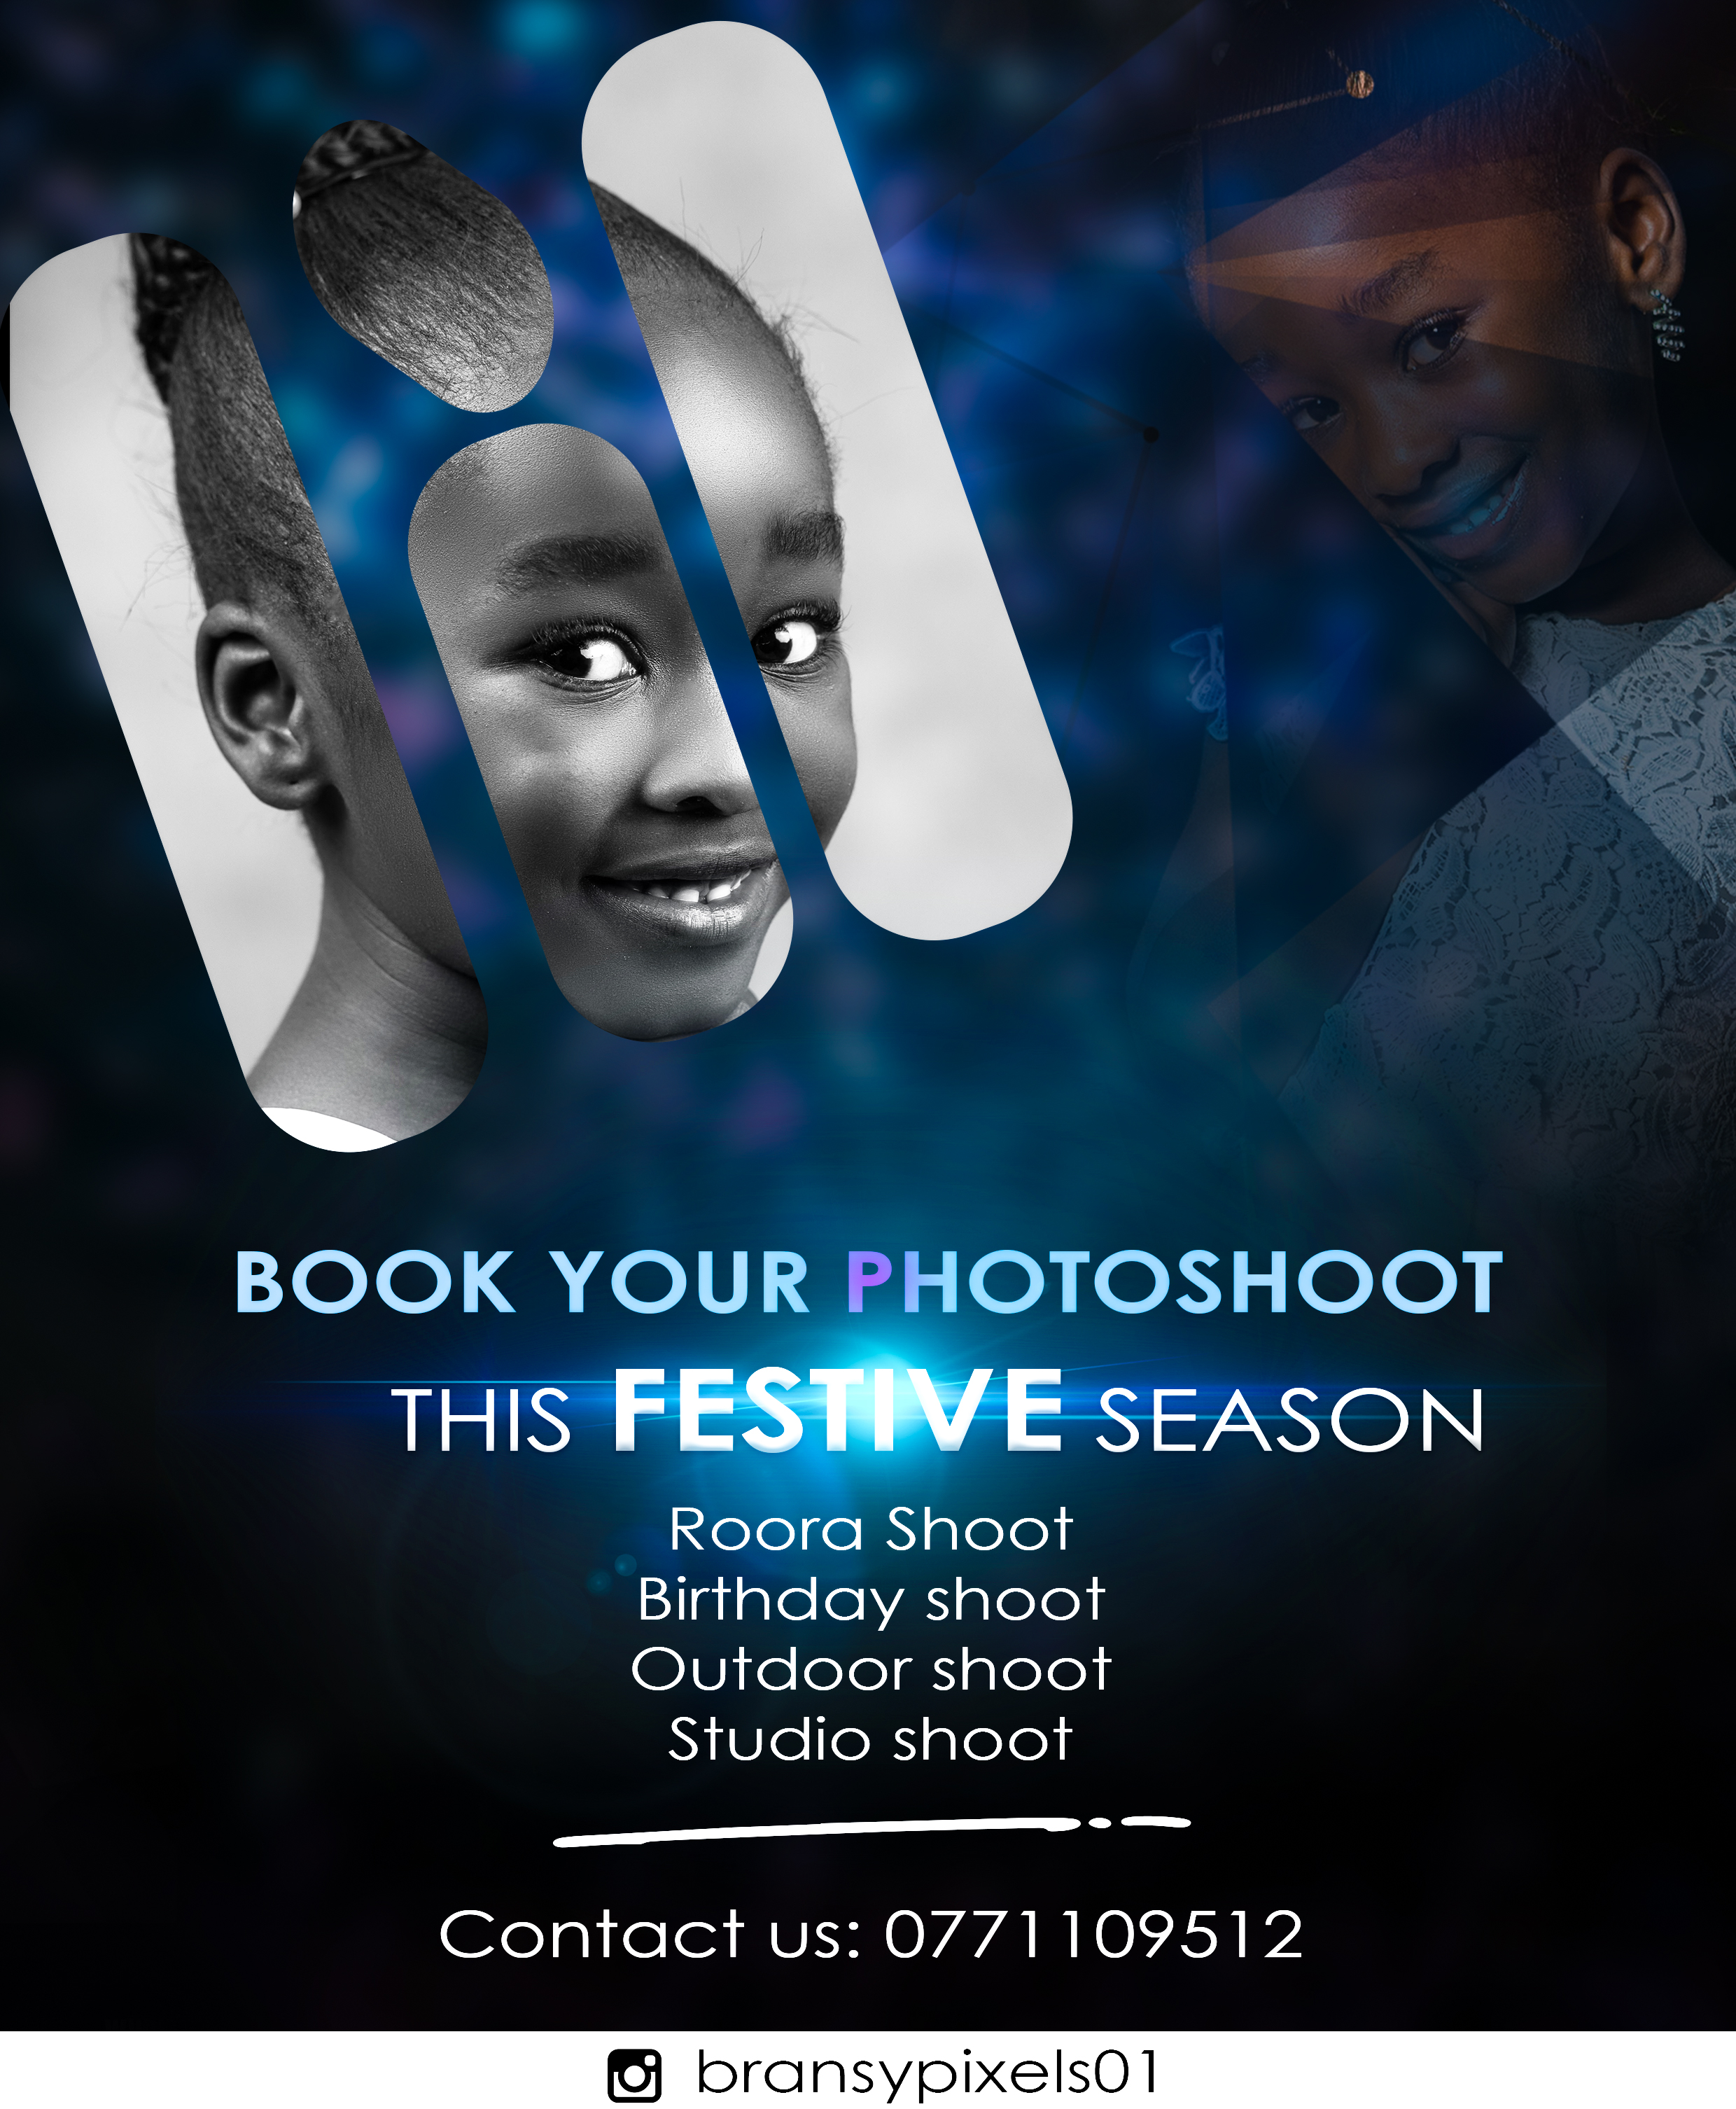 BOOK YOUR PHOTOSHOOT
THIS FESTIVE SEASON
Roora Shoot
Birthday shoot
Outdoor shoot
Studio shoot
Contact us: 0771109512
bransypixels01